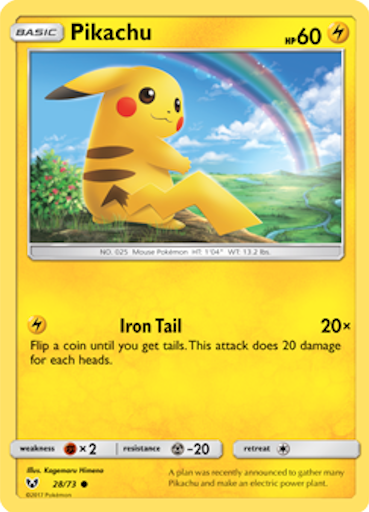 BASIC Pikachu HP60
NO. 025 Mouse Pokémon HT: 1'04" WT: 13.2 lbs.
Iron Tail 20×
Flip a coin until you get tails. This attack does 20 damage
for each heads.
weakness ×2 resistance -20 retreat
Illus. Kagemaru Himeno
28/73
©2017 Pokémon
A plan was recently announced to gather many
Pikachu and make an electric power plant.